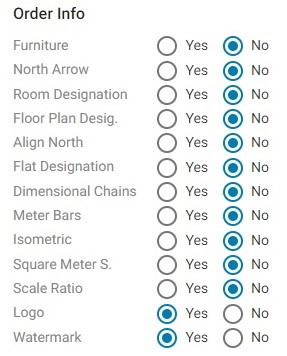 Order Info
Furniture Yes No
North Arrow Yes No
Room Designation Yes No
Floor Plan Desig. Yes No
Align North Yes No
Flat Designation Yes No
Dimensional Chains Yes No
Meter Bars Yes No
Isometric Yes No
Square Meter S. Yes No
Scale Ratio Yes No
Logo Yes No
Watermark Yes No